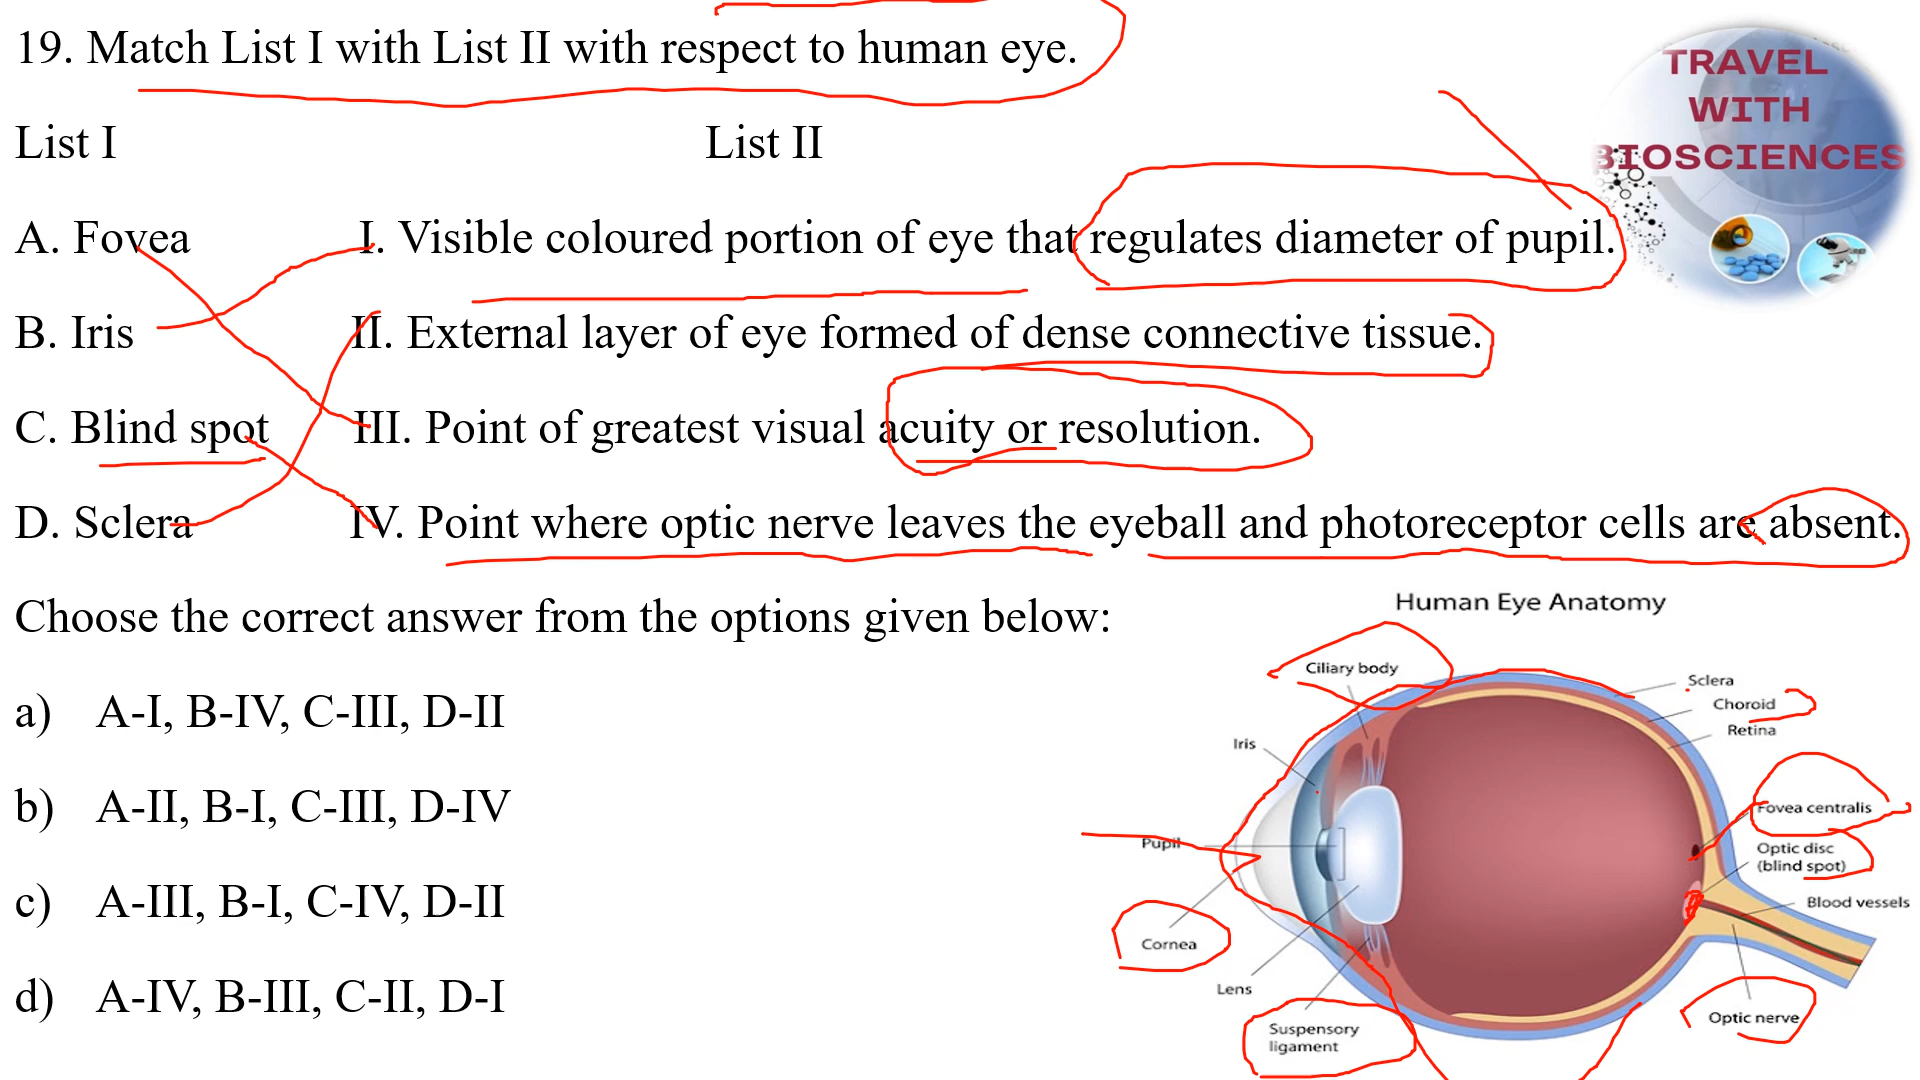 19. Match List I with List II with respect to human eye.
List I List II
A. Fovea I. Visible coloured portion of eye that regulates diameter of pupil.
B. Iris II. External layer of eye formed of dense connective tissue.
C. Blind spot III. Point of greatest visual acuity or resolution.
D. Sclera IV. Point where optic nerve leaves the eyeball and photoreceptor cells are absent.
Choose the correct answer from the options given below:
a) A-I, B-IV, C-III, D-II
b) A-II, B-I, C-III, D-IV
c) A-III, B-I, C-IV, D-II
d) A-IV, B-III, C-II, D-I
TRAVEL
WITH
BIOSCIENCES
Human Eye Anatomy
Ciliary body
Sclera
Choroid
Retina
Iris
Fovea centralis
Pupil
Optic disc
(blind spot)
Blood vessels
Cornea
Lens
Optic nerve
Suspensory
ligament